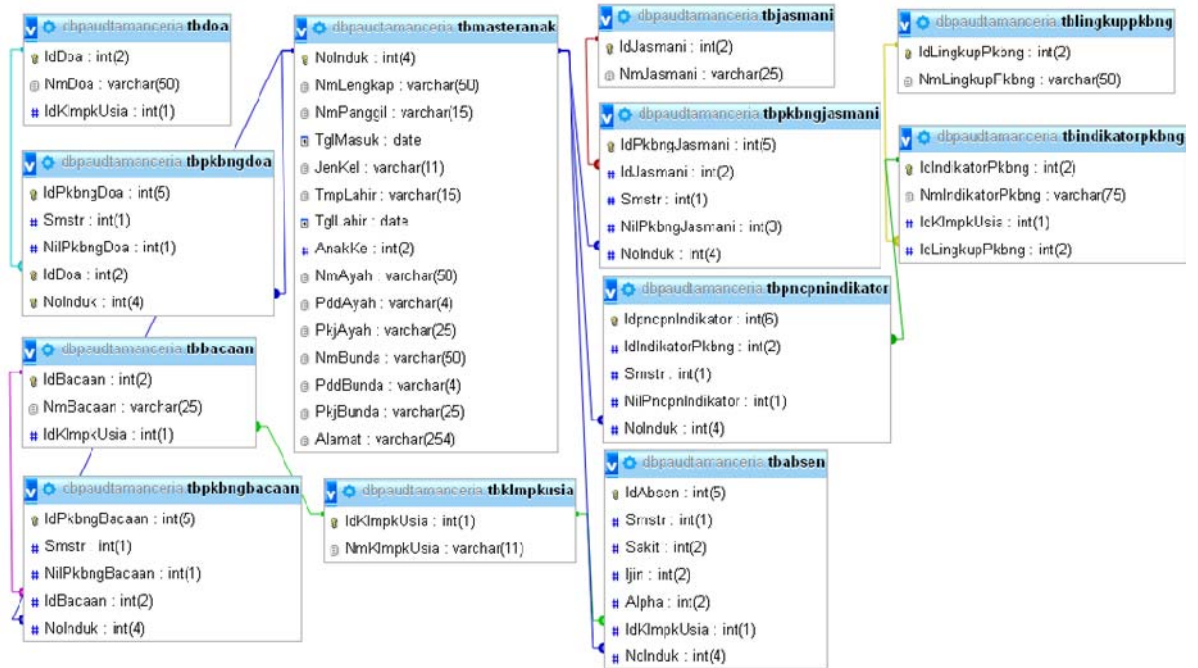 dbpaudtamanceria tbdoa
IdDoa : int(2)
NmDoa : varchar(50)
IdKlmpkUsia : int(1)
dbpaudtamanceria tbpkbngdoa
IdPkbngDoa : int(5)
Smstr : int(1)
NilPkbngDoa : int(1)
IdDoa : int(2)
NoInduk : int(4)
dbpaudtamanceria tbbacaan
IdBacaan : int(2)
NmBacaan : varchar(25)
IdKlmpkUsia : int(1)
dbpaudtamanceria tbpkbngbacaan
IdPkbngBacaan : int(5)
Smstr : int(1)
NilPkbngBacaan : int(1)
IdBacaan : int(2)
NoInduk : int(4)
dbpaudtamanceria tbmasteranak
NoInduk : int(4)
NmLengkap : varchar(50)
NmPanggil : varchar(15)
TglMasuk : date
JenKel : varchar(11)
TmpLahir : varchar(15)
TglLahir : date
AnakKe : int(2)
NmAyah : varchar(50)
PddAyah : varchar(4)
PkjAyah : varchar(25)
NmBunda : varchar(50)
PddBunda : varchar(4)
PkjBunda : varchar(25)
Alamat : varchar(254)
dbpaudtamanceria tbklmpkusia
IdKlmpkUsia : int(1)
NmKlmpkUsia : varchar(11)
dbpaudtamanceria tbjasmani
IdJasmani : int(2)
NmJasmani : varchar(25)
dbpaudtamanceria tbpkbngjasmani
IdPkbngJasmani : int(5)
IdJasmani : int(2)
Smstr : int(1)
NilPkbngJasmani : int(3)
NoInduk : int(4)
dbpaudtamanceria tbpncpnindikator
IdpncpnIndikator : int(6)
IdIndikatorPkbng : int(2)
Smstr : int(1)
NilPncpnIndikator : int(1)
NoInduk : int(4)
dbpaudtamanceria tbabsen
IdAbsen : int(5)
Smstr : int(1)
Sakit : int(2)
Ijin : int(2)
Alpha : int(2)
IdKlmpkUsia : int(1)
NoInduk : int(4)
dbpaudtamanceria tblingkuppkbng
IdLingkupPkbng : int(2)
NmLingkupPkbng : varchar(50)
dbpaudtamanceria tbindikatorpkbng
IdIndikatorPkbng : int(2)
NmIndikatorPkbng : varchar(75)
IdKlmpkUsia : int(1)
IdLingkupPkbng : int(2)